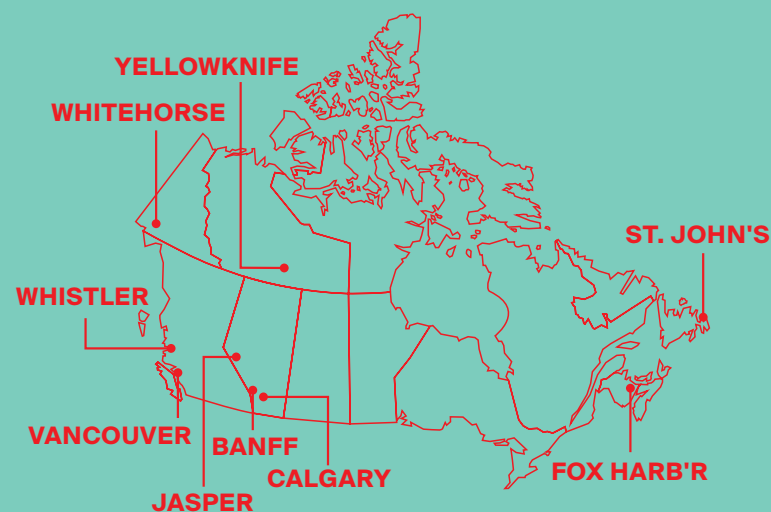 YELLOWKNIFE
WHITEHORSE
ST. JOHN'S
WHISTLER
VANCOUVER
BANFF
CALGARY
JASPER
FOX HARB'R